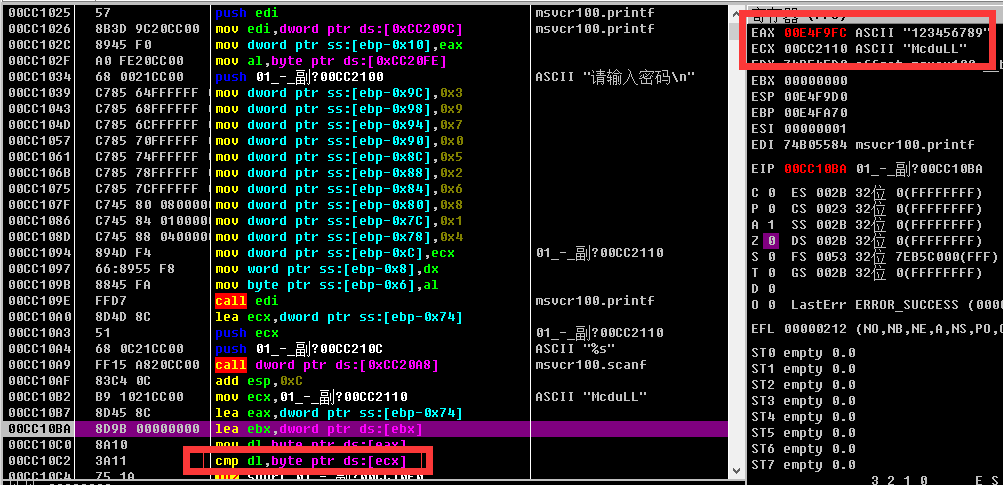 00CC1025 57 push edi msvcr100.printf
00CC1026 8B3D 9C20CC00 mov edi,dword ptr ds:[0xCC209C] msvcr100.printf
00CC102C 8945 F0 mov dword ptr ss:[ebp-0x10],eax
00CC102F A0 FE20CC00 mov al,byte ptr ds:[0xCC20FE]
00CC1034 68 0021CC00 push 01_-_副?00CC2100 ASCII "请输入密码\n"
00CC1039 C785 64FFFFFF 0 mov dword ptr ss:[ebp-0x9C],0x3
00CC1043 C785 68FFFFFF 0 mov dword ptr ss:[ebp-0x98],0x9
00CC104D C785 6CFFFFFF 0 mov dword ptr ss:[ebp-0x94],0x7
00CC1057 C785 70FFFFFF 0 mov dword ptr ss:[ebp-0x90],0x0
00CC1061 C785 74FFFFFF 0 mov dword ptr ss:[ebp-0x8C],0x5
00CC106B C785 78FFFFFF 0 mov dword ptr ss:[ebp-0x88],0x2
00CC1075 C785 7CFFFFFF 0 mov dword ptr ss:[ebp-0x84],0x6
00CC107F C745 80 0800000 mov dword ptr ss:[ebp-0x80],0x8
00CC1086 C745 84 0100000 mov dword ptr ss:[ebp-0x7C],0x1
00CC108D C745 88 0400000 mov dword ptr ss:[ebp-0x78],0x4
00CC1094 894D F4 mov dword ptr ss:[ebp-0xC],ecx 01_-_副?00CC2110
00CC1097 66:8955 F8 mov word ptr ss:[ebp-0x8],dx
00CC109B 8845 FA mov byte ptr ss:[ebp-0x6],al
00CC109E FFD7 call edi msvcr100.printf
00CC10A0 8D4D 8C lea ecx,dword ptr ss:[ebp-0x74]
00CC10A3 51 push ecx 01_-_副?00CC2110
00CC10A4 68 0C21CC00 push 01_-_副?00CC210C ASCII "%s"
00CC10A9 FF15 A820CC00 call dword ptr ds:[0xCC20A8] msvcr100.scanf
00CC10AF 83C4 0C add esp,0xC
00CC10B2 B9 1021CC00 mov ecx,01_-_副?00CC2110 ASCII "McduLL"
00CC10B7 8D45 8C lea eax,dword ptr ss:[ebp-0x74]
00CC10BA 8D9B 00000000 lea ebx,dword ptr ds:[ebx]
00CC10C0 8A10 mov dl,byte ptr ds:[eax]
00CC10C2 3A11 cmp dl,byte ptr ds:[ecx]
00CC10C4 75 1A
EAX 00E4F9FC ASCII "123456789"
ECX 00CC2110 ASCII "McduLL"
EBX 00000000
ESP 00E4F9D0
EBP 00E4FA70
ESI 00000001
EDI 74B05584 msvcr100.printf
EIP 00CC10BA 01_-_副?00CC10BA
C 0 ES 002B 32位 0(FFFFFFFF)
P 0 CS 0023 32位 0(FFFFFFFF)
A 1 SS 002B 32位 0(FFFFFFFF)
Z 0 DS 002B 32位 0(FFFFFFFF)
S 0 FS 0053 32位 7EB5C000(FFF)
T 0 GS 002B 32位 0(FFFFFFFF)
D 0
O 0 LastErr ERROR_SUCCESS (0000
EFL 00000212 (NO,NB,NE,A,NS,PO,
ST0 empty 0.0
ST1 empty 0.0
ST2 empty 0.0
ST3 empty 0.0
ST4 empty 0.0
ST5 empty 0.0
ST6 empty 0.0
ST7 empty 0.0
3 2 1 0 E S